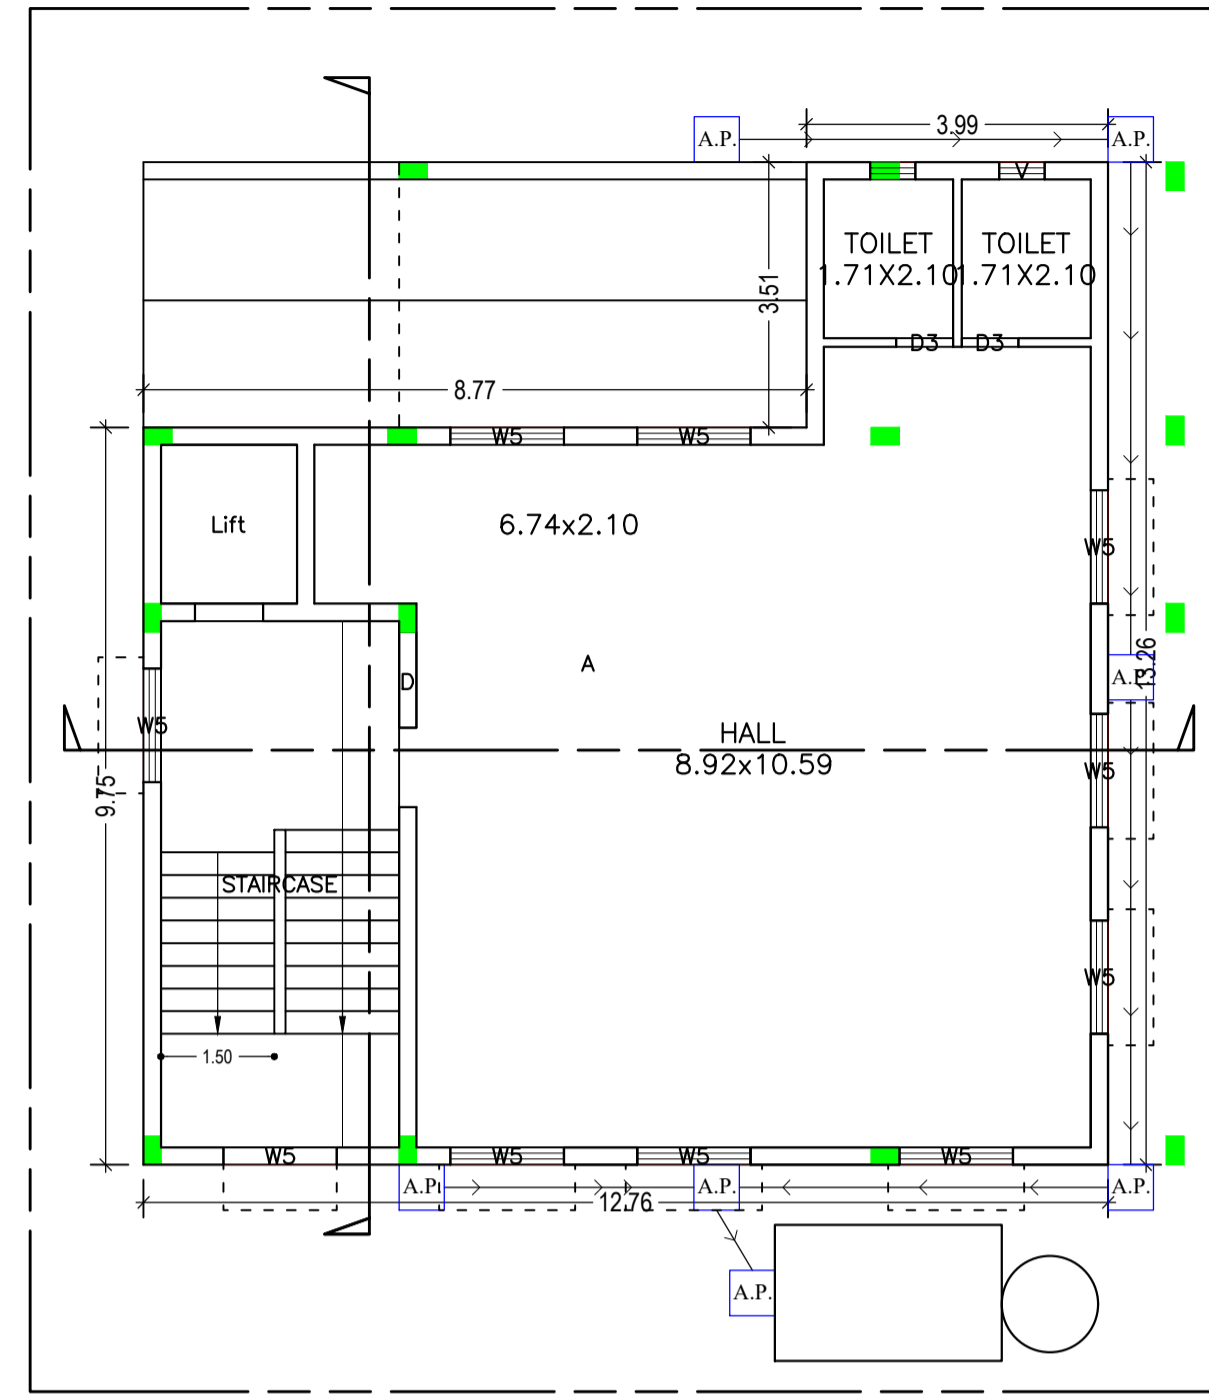 3.99
A.P.
A.P.
V
TOILET
1.71X2.10
TOILET
1.71X2.10
3.51
D3
D3
8.77
W5
W5
Lift
6.74x2.10
W5
A
13.26
A.P.
D
W5
HALL
8.92x10.59
W5
9.75
STAIRCASE
W5
1.50
W5
W5
W5
W5
A.P.
A.P.
A.P.
12.76
A.P.